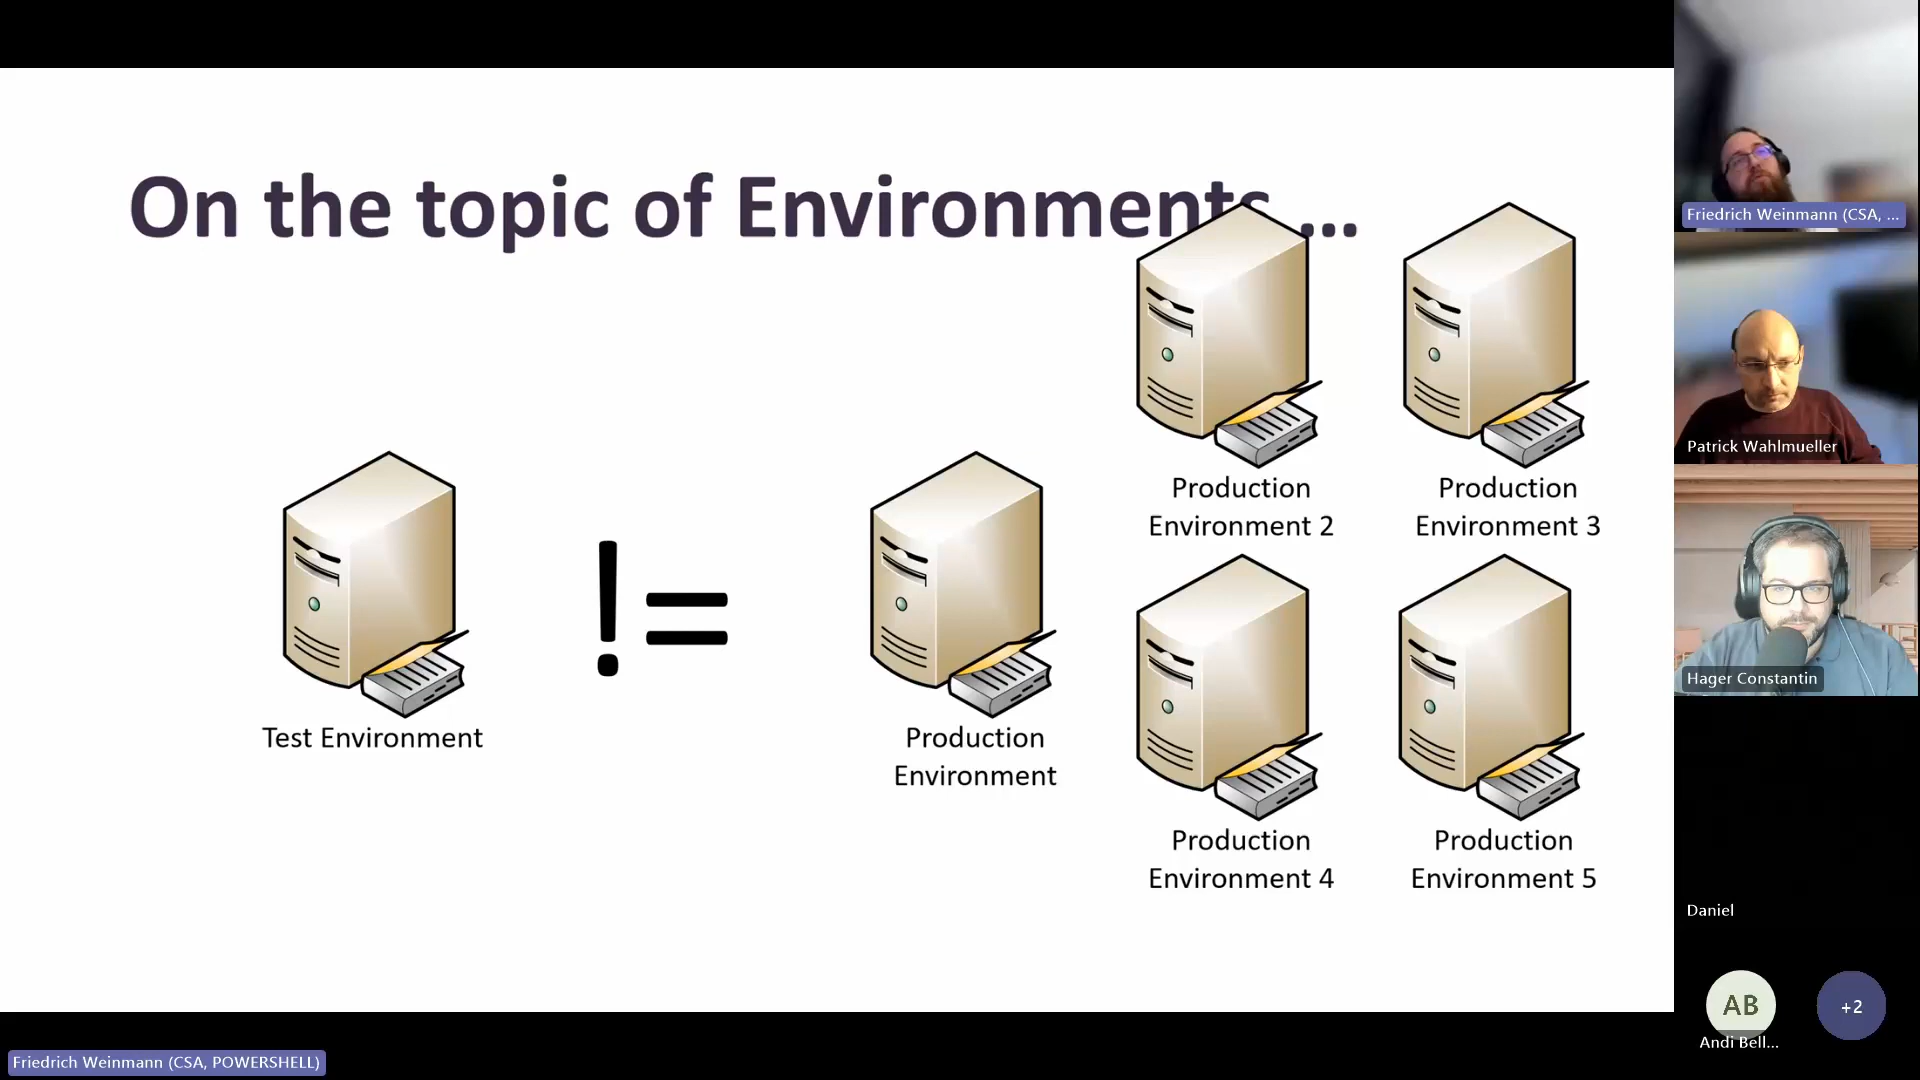 On the topic of Environments ...
Test Environment
!=
Production
Environment
Production
Environment 2
Production
Environment 3
Production
Environment 4
Production
Environment 5
Friedrich Weinmann (CSA, ...
Patrick Wahlmueller
Hager Constantin
Daniel
AB
Andi Bell...
+2
Friedrich Weinmann (CSA, POWERSHELL)